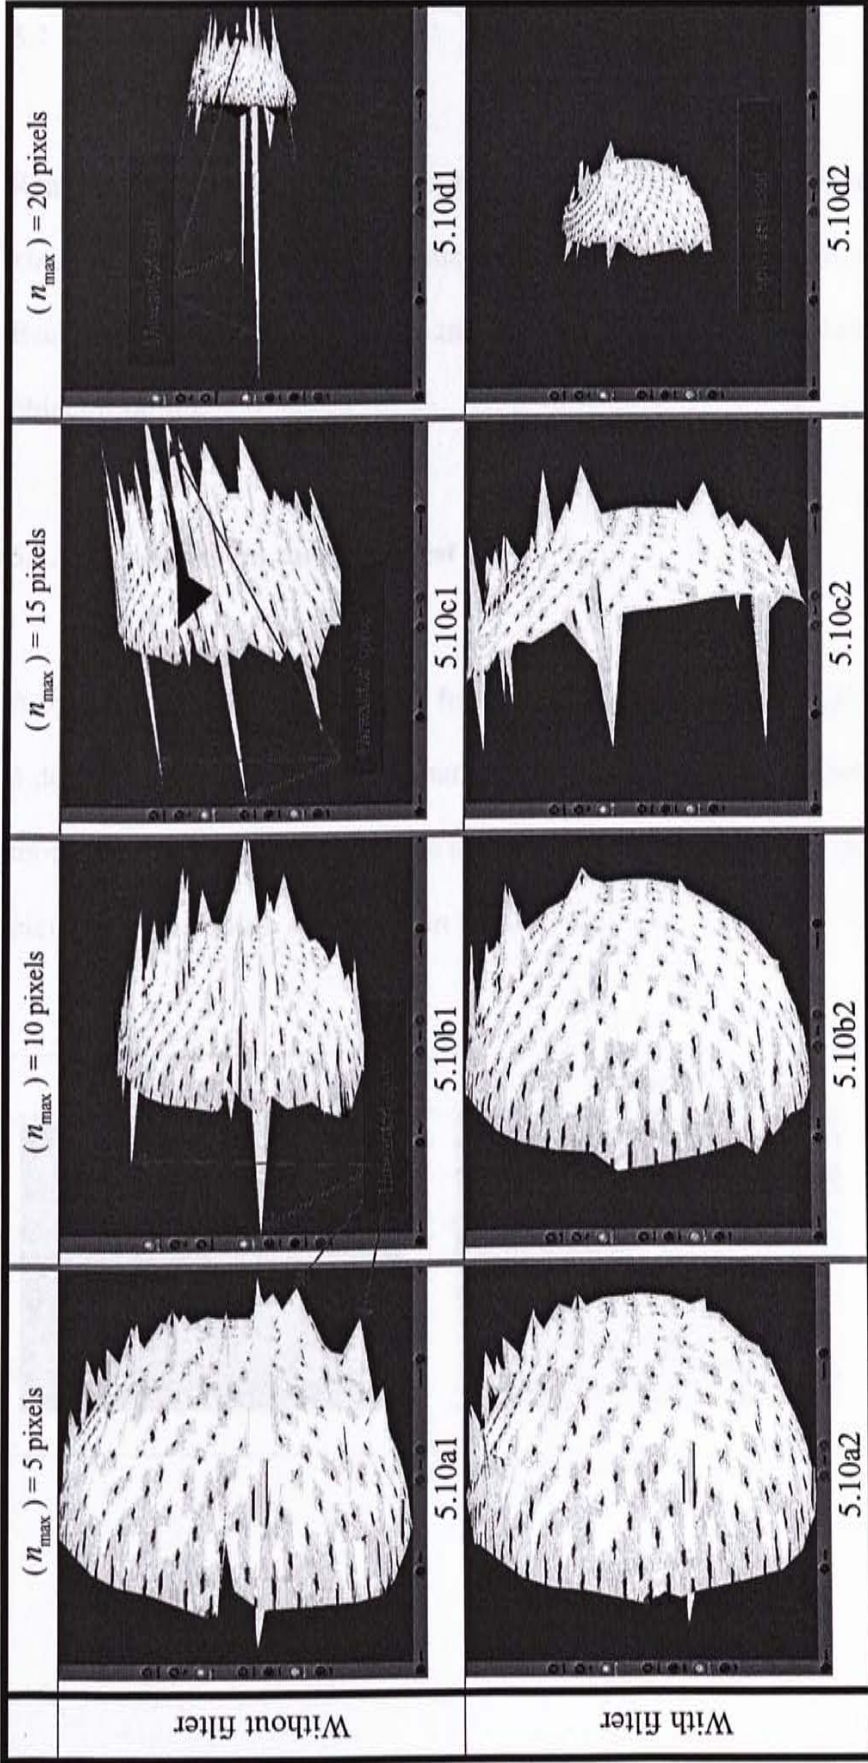 (n_max) = 5 pixels
(n_max) = 10 pixels
(n_max) = 15 pixels
(n_max) = 20 pixels
Without filter
5.10a1
5.10b1
5.10c1
5.10d1
With filter
5.10a2
5.10b2
5.10c2
5.10d2